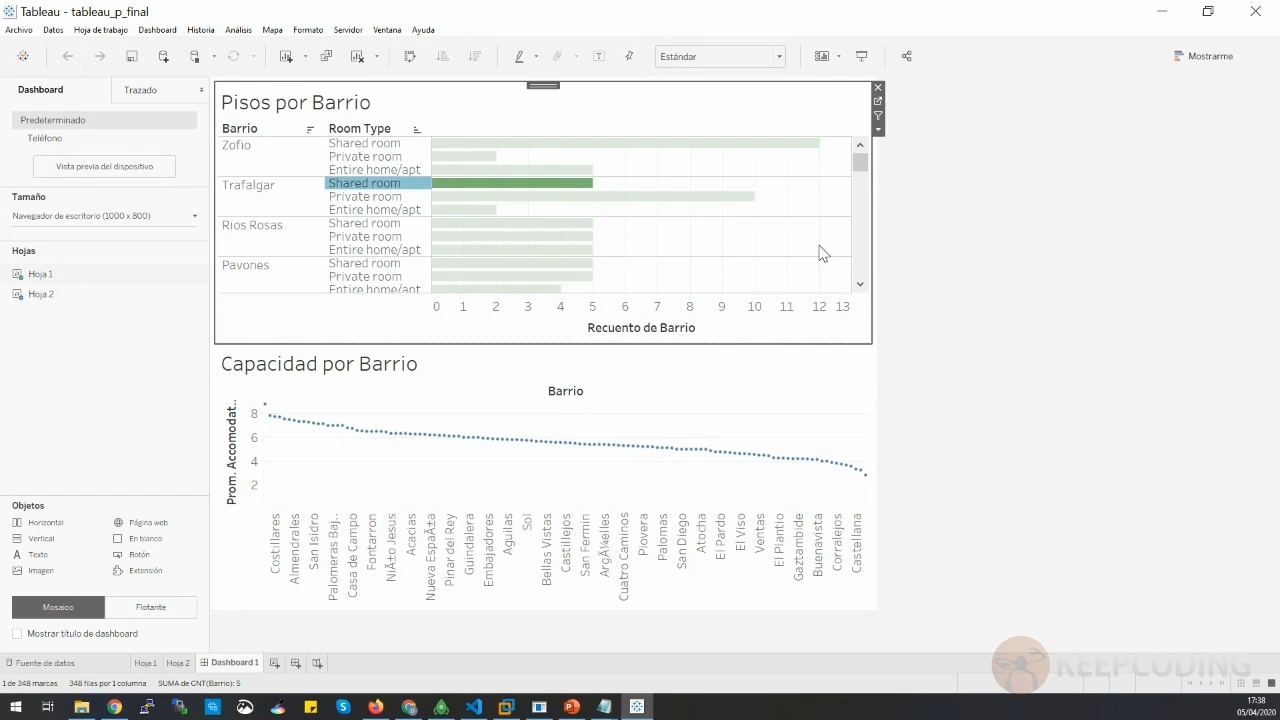 Tableau - tableau_p_final
Archivo Datos Hoja de trabajo Dashboard Historia Análisis Mapa Formato Servidor Ventana Ayuda
Estándar
Mostrarme
Dashboard Trazado
Predeterminado
Teléfono
Vista previa del dispositivo
Tamaño
Navegador de escritorio (1000 x 800)
Hojas
Hoja 1
Hoja 2
Objetos
Horizontal Página web
Vertical En blanco
Texto Botón
Imagen Extensión
Mosaico Flotante
Mostrar título de dashboard
Pisos por Barrio
Barrio Room Type
Zofio Shared room
Private room
Entire home/apt
Trafalgar Shared room
Private room
Entire home/apt
Rios Rosas Shared room
Private room
Entire home/apt
Pavones Shared room
Private room
Entire home/apt
0 1 2 3 4 5 6 7 8 9 10 11 12 13
Recuento de Barrio
Capacidad por Barrio
Barrio
Prom. Accomodat..
8
6
4
2
Costillares
Almendrales
San Isidro
Palomeras Baj..
Casa de Campo
Fontarron
NiÃ±o Jesus
Acacias
Nueva EspaÃ±a
Pinar del Rey
Guindalera
Embajadores
Aguilas
Sol
Bellas Vistas
Castillejos
San Fermin
ArgÃ¼elles
Cuatro Caminos
Piovera
Palomas
San Diego
Atocha
El Pardo
El Viso
Ventas
El Plantio
Gaztambide
Buenavista
Corralejos
Castellana
KEEPCODING
Fuente de datos Hoja 1 Hoja 2 Dashboard 1
1 de 348 marcas 348 filas por 1 columna SUMA de CNT(Barrio): 5
17:38
05/04/2020